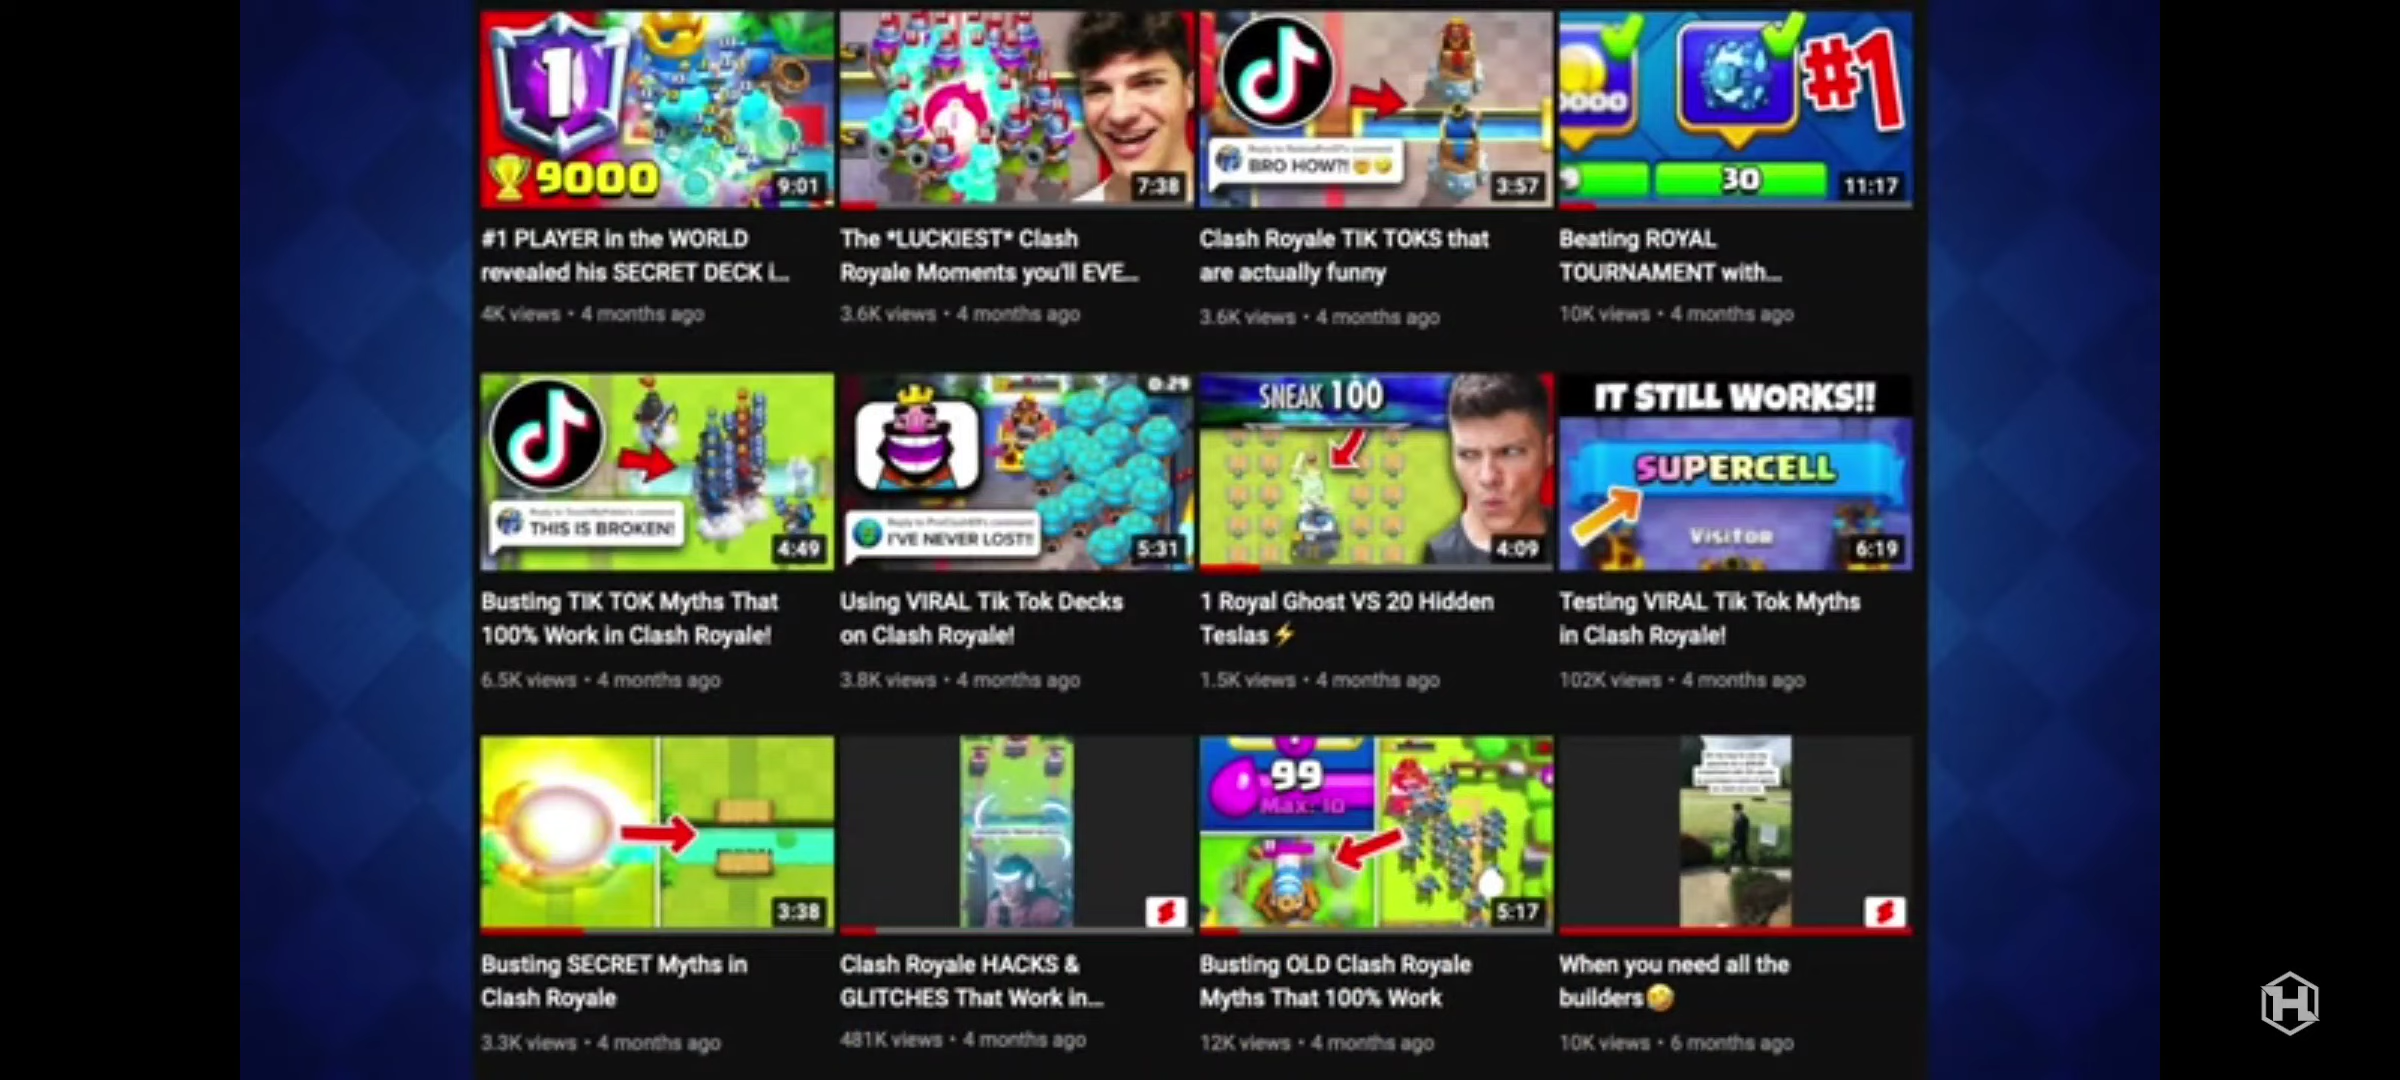 1
9000
9:01
#1 PLAYER in the WORLD
revealed his SECRET DECK i...
4K views • 4 months ago
7:38
The *LUCKIEST* Clash
Royale Moments you'll EVE...
3.6K views • 4 months ago
BRO HOW?! 🤯🤣
3:57
Clash Royale TIK TOKS that
are actually funny
3.6K views • 4 months ago
#1
9
30
11:17
Beating ROYAL
TOURNAMENT with...
10K views • 4 months ago
THIS IS BROKEN!
4:49
Busting TIK TOK Myths That
100% Work in Clash Royale!
6.5K views • 4 months ago
0:29
I'VE NEVER LOST!!
5:31
Using VIRAL Tik Tok Decks
on Clash Royale!
3.8K views • 4 months ago
SNEAK 100
4:09
1 Royal Ghost VS 20 Hidden
Teslas⚡
1.5K views • 4 months ago
IT STILL WORKS!!
SUPERCELL
Visitor
6:19
Testing VIRAL Tik Tok Myths
in Clash Royale!
102K views • 4 months ago
3:38
Busting SECRET Myths in
Clash Royale
3.3K views • 4 months ago
Clash Royale HACKS &
GLITCHES That Work in...
481K views • 4 months ago
99
Max: 10
5:17
Busting OLD Clash Royale
Myths That 100% Work
12K views • 4 months ago
When you need all the
builders🤣
10K views • 6 months ago
H